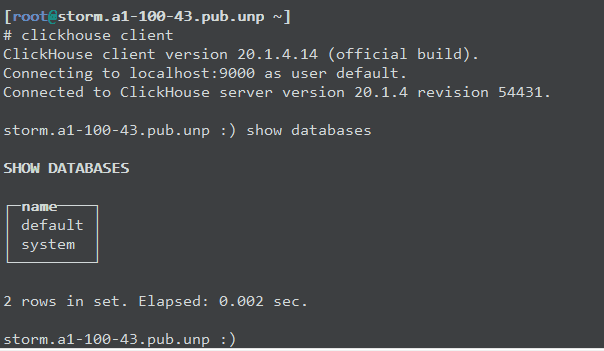 [root@storm.a1-100-43.pub.unp ~]
# clickhouse client
ClickHouse client version 20.1.4.14 (official build).
Connecting to localhost:9000 as user default.
Connected to ClickHouse server version 20.1.4 revision 54431.
storm.a1-100-43.pub.unp :) show databases
SHOW DATABASES
┌─name────┐
│ default │
│ system  │
└─────────┘
2 rows in set. Elapsed: 0.002 sec.
storm.a1-100-43.pub.unp :)